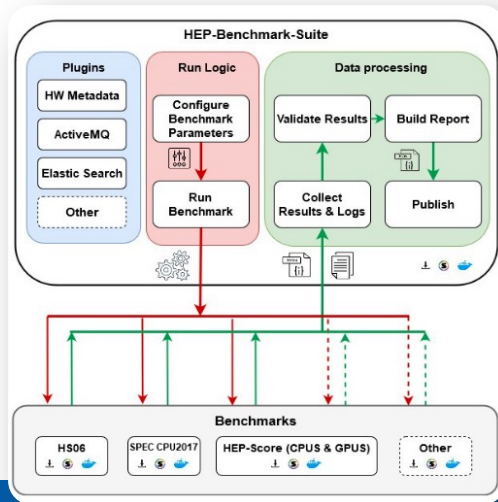 HEP-Benchmark-Suite
Plugins
HW Metadata
ActiveMQ
Elastic Search
Other
Run Logic
Configure
Benchmark
Parameters
Run
Benchmark
Data processing
Validate Results
Build Report
Collect
Results & Logs
Publish
Benchmarks
HS06
SPEC CPU2017
HEP-Score (CPUS & GPUS)
Other